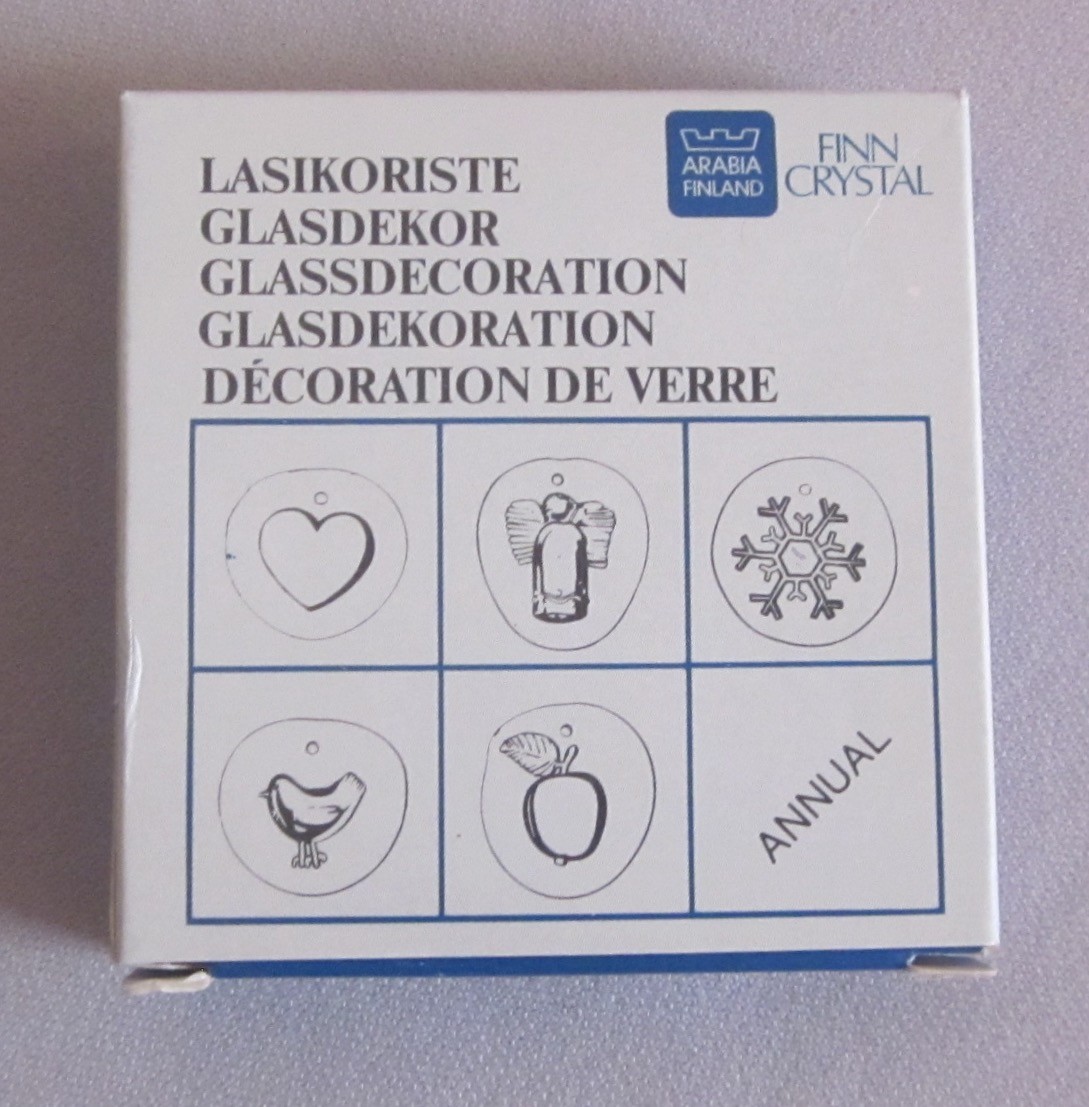 LASIKORISTE
GLASDEKOR
GLASSDECORATION
GLASDEKORATION
DÉCORATION DE VERRE
ARABIA
FINLAND
FINN
CRYSTAL
ANNUAL